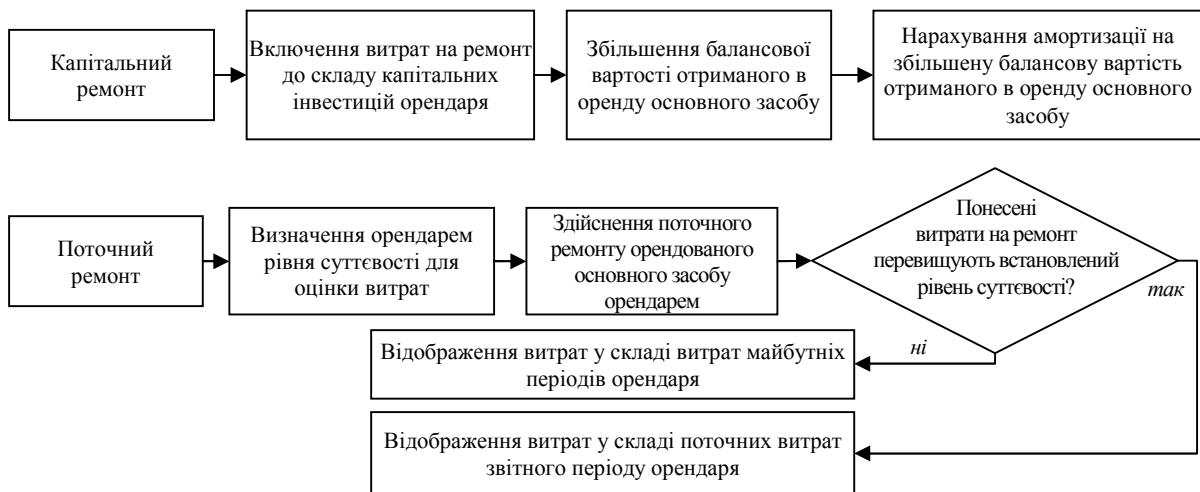 Капітальний
ремонт
Включення витрат на ремонт
до складу капітальних
інвестицій орендаря
Збільшення балансової
вартості отриманого в
оренду основного засобу
Нарахування амортизації на
збільшену балансову вартість
отриманого в оренду основного
засобу
Поточний
ремонт
Визначення орендарем
рівня суттєвості для
оцінки витрат
Здійснення поточного
ремонту орендованого
основного засобу
орендарем
Понесені
витрати на ремонт
перевищують встановлений
рівень суттєвості?
так
ні
Відображення витрат у складі витрат майбутніх
періодів орендаря
Відображення витрат у складі поточних витрат
звітного періоду орендаря